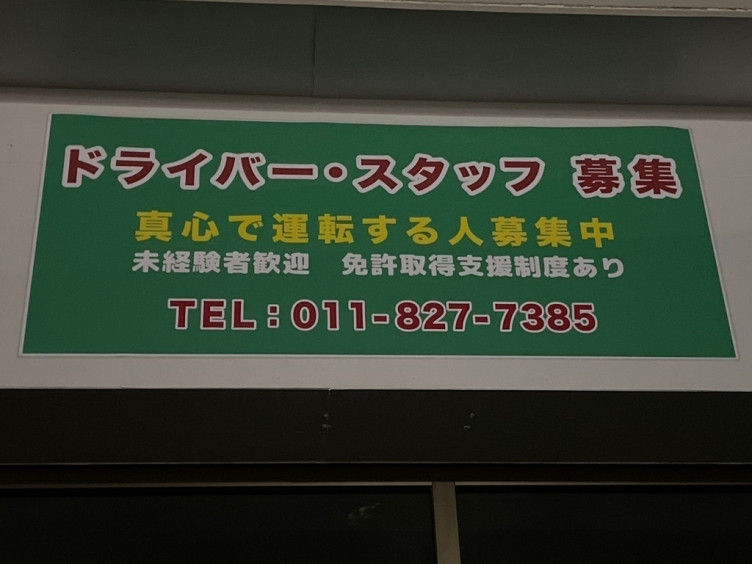 ドライバー・スタッフ 募集
真心で運転する人募集中
未経験者歓迎　免許取得支援制度あり
TEL：011-827-7385